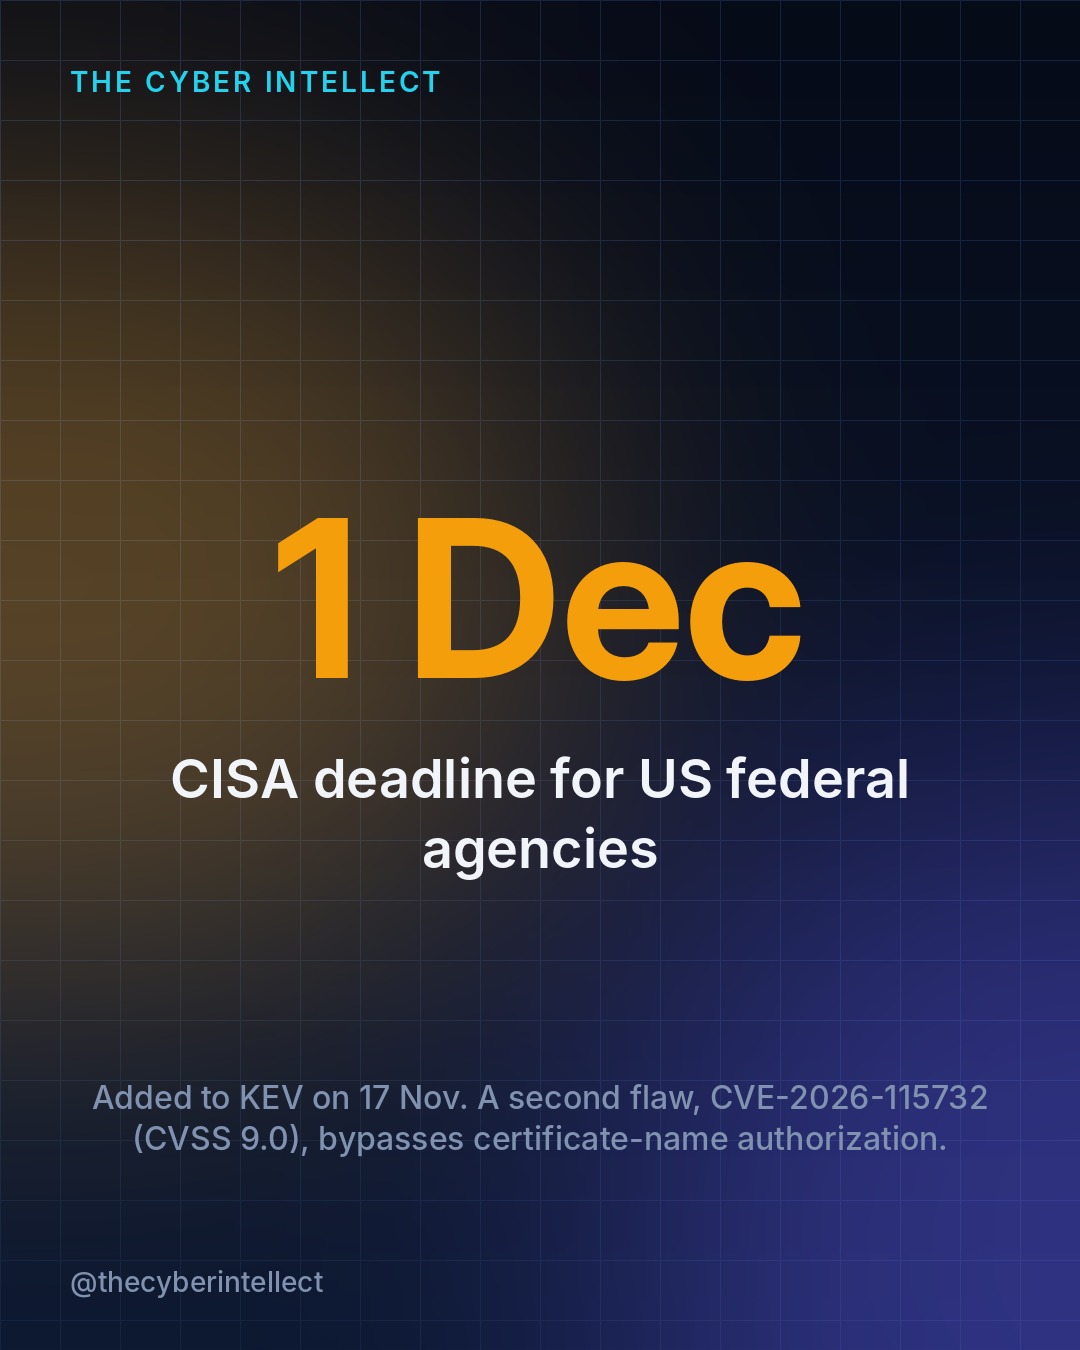 THE CYBER INTELLECT
1 Dec
CISA deadline for US federal
agencies
Added to KEV on 17 Nov. A second flaw, CVE-2026-115732
(CVSS 9.0), bypasses certificate-name authorization.
@thecyberintellect